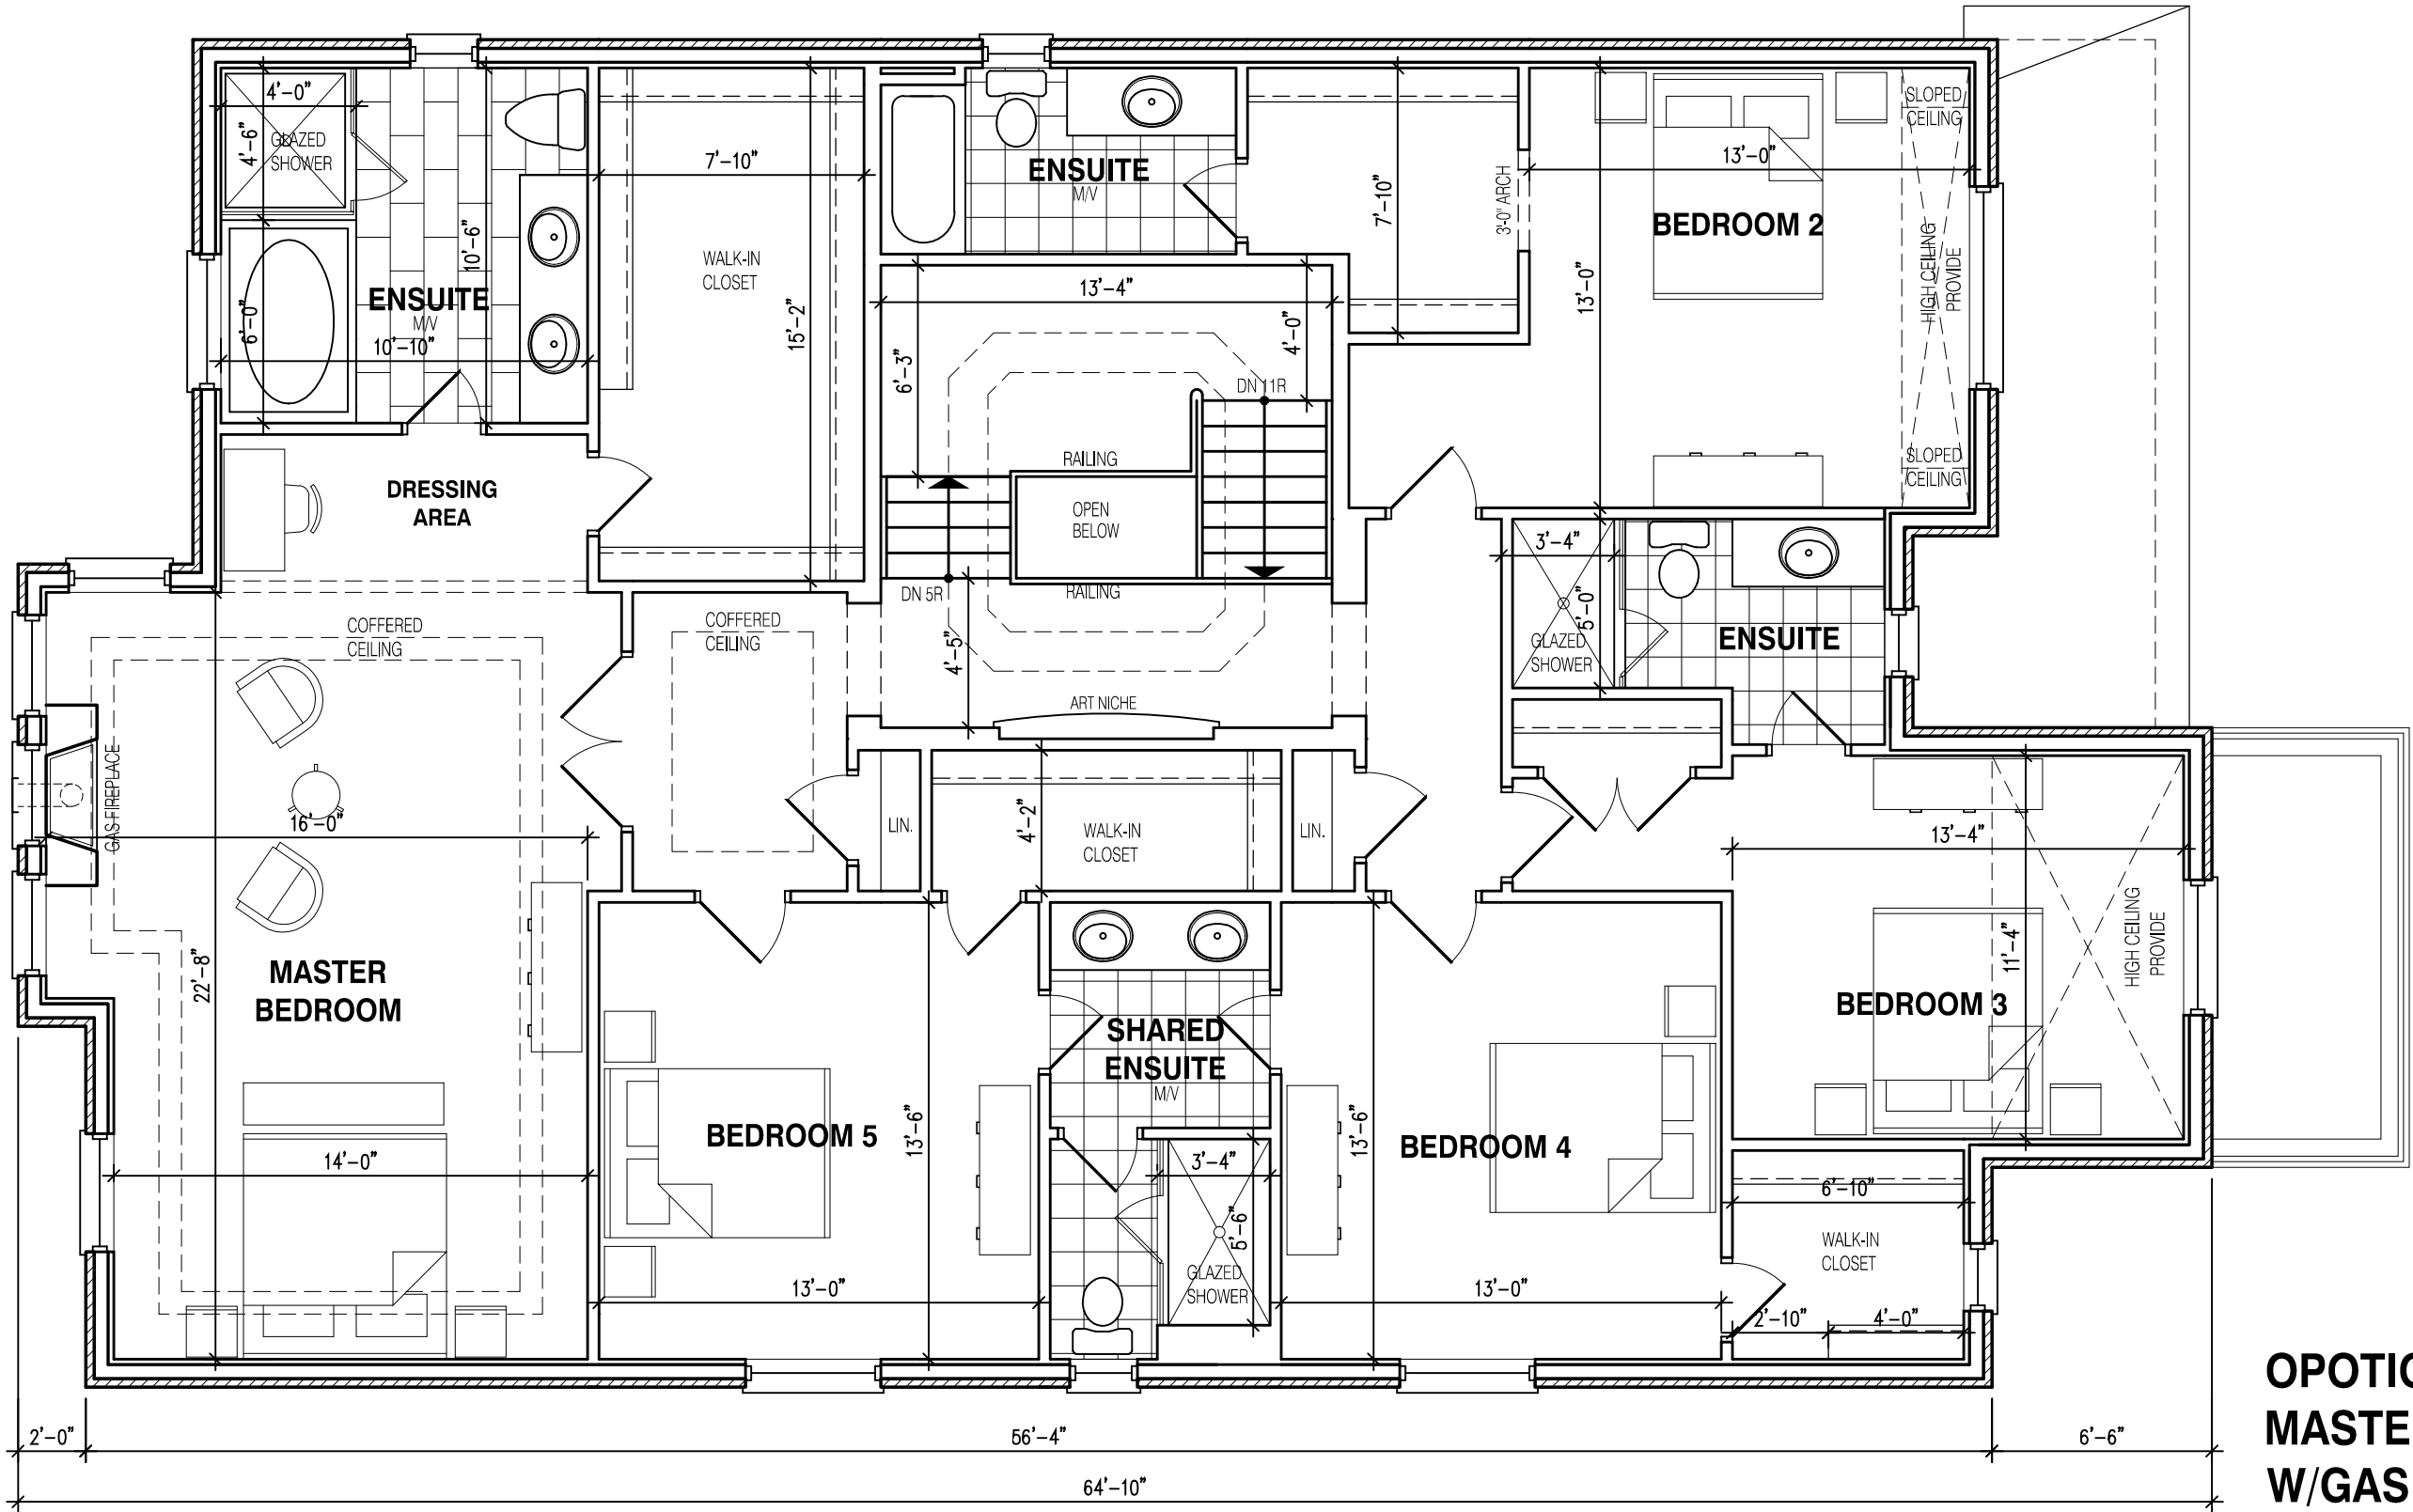 4'-0"
4'-6"
GLAZED
SHOWER
10'-6"
ENSUITE
M/V
6'-0"
10'-10"
7'-10"
WALK-IN
CLOSET
15'-2"
ENSUITE
M/V
7'-10"
3'-0" ARCH
13'-0"
BEDROOM 2
13'-0"
SLOPED
CEILING
HIGH CEILING
PROVIDE
SLOPED
CEILING
13'-4"
4'-0"
6'-3"
DN 11R
RAILING
OPEN
BELOW
DN 5R
RAILING
4'-5"
ART NICHE
DRESSING
AREA
COFFERED
CEILING
COFFERED
CEILING
3'-4"
5'-0"
GLAZED
SHOWER
ENSUITE
GAS FIREPLACE
16'-0"
22'-8"
MASTER
BEDROOM
14'-0"
LIN.
4'-2"
WALK-IN
CLOSET
LIN.
13'-4"
11'-4"
HIGH CEILING
PROVIDE
BEDROOM 3
SHARED
ENSUITE
M/V
BEDROOM 5
13'-6"
13'-0"
3'-4"
5'-6"
GLAZED
SHOWER
13'-6"
BEDROOM 4
13'-0"
6'-10"
WALK-IN
CLOSET
2'-10"
4'-0"
2'-0"
56'-4"
6'-6"
64'-10"
OPOTIO
MASTE
W/GAS